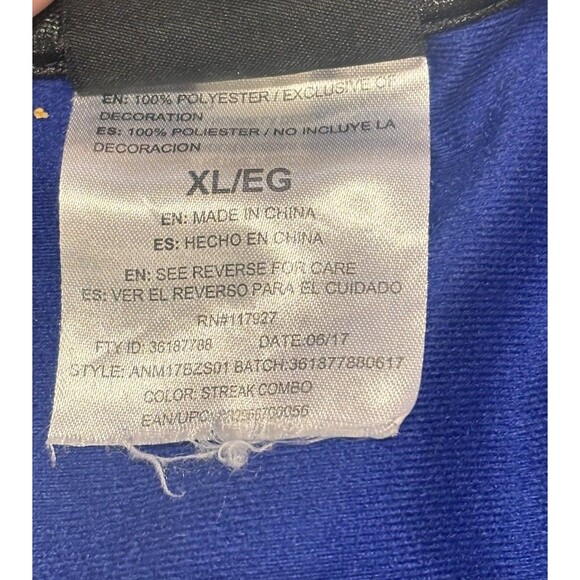 EN: 100% POLYESTER / EXCLUSIVE OF
DECORATION
ES: 100% POLIESTER / NO INCLUYE LA
DECORACION
XL/EG
EN: MADE IN CHINA
ES: HECHO EN CHINA
EN: SEE REVERSE FOR CARE
ES: VER EL REVERSO PARA EL CUIDADO
RN#117927
FTY ID: 36187788 DATE:06/17
STYLE: ANM17BZS01 BATCH:361877880617
COLOR: STREAK COMBO
EAN/UPC: